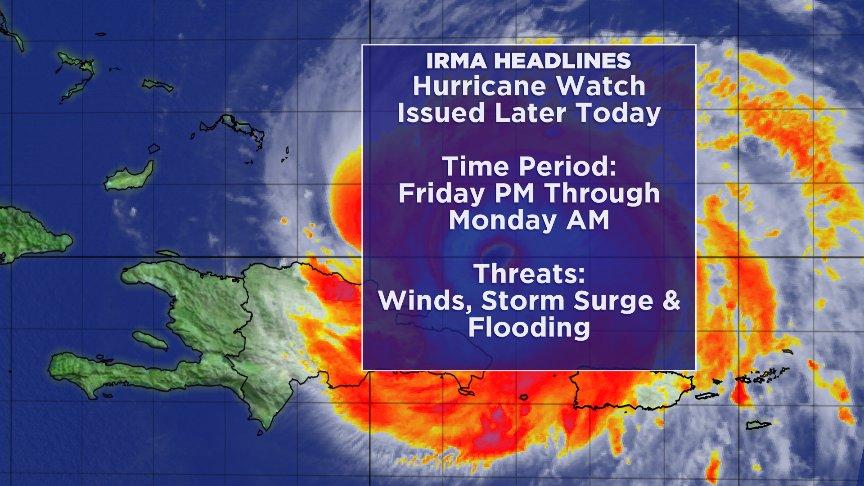 IRMA HEADLINES
Hurricane Watch
Issued Later Today
Time Period:
Friday PM Through
Monday AM
Threats:
Winds, Storm Surge &
Flooding